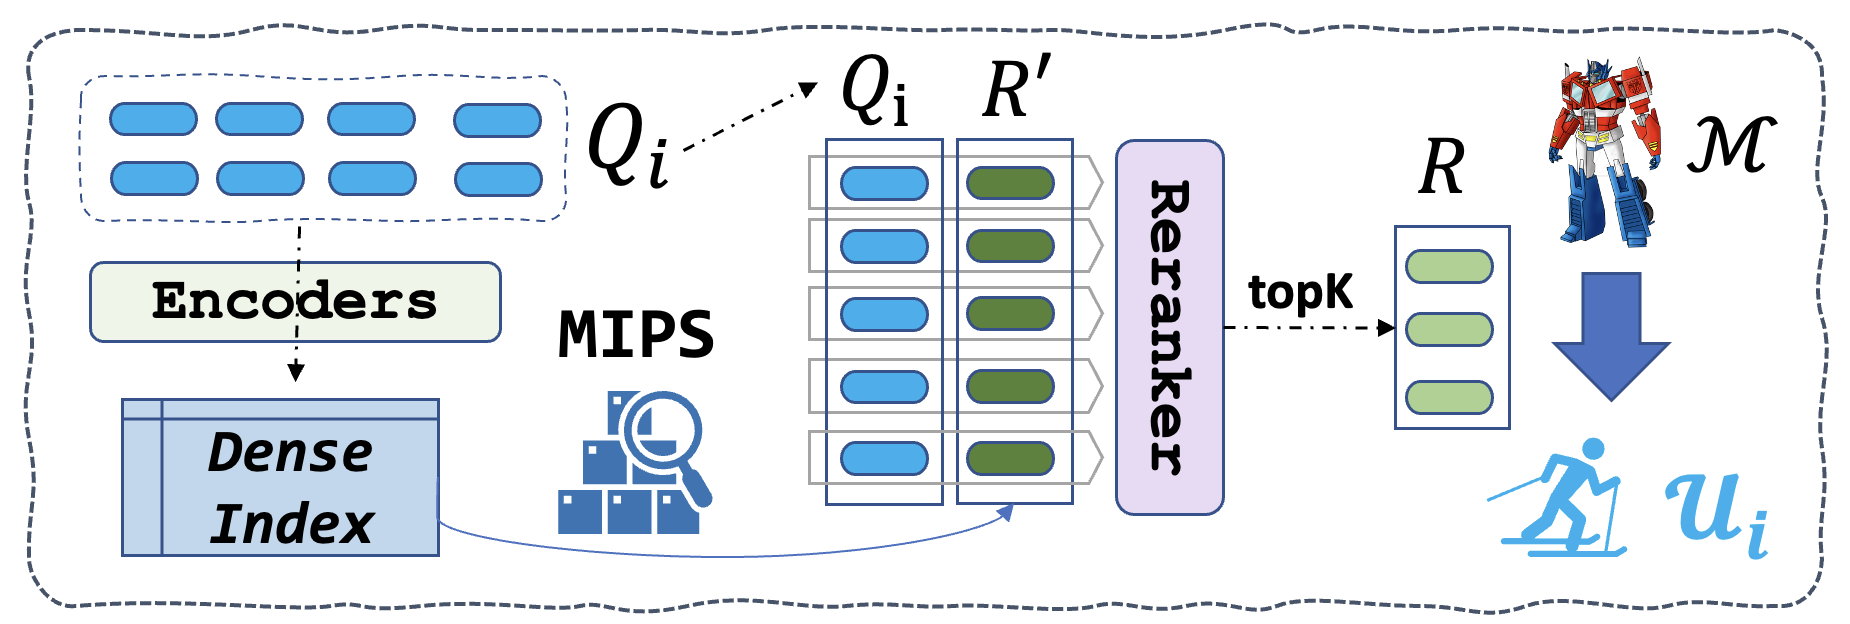 Qᵢ
Encoders
Dense
Index
MIPS
Qᵢ
R′
Reranker
topK
R
ℳ
𝒰ᵢ